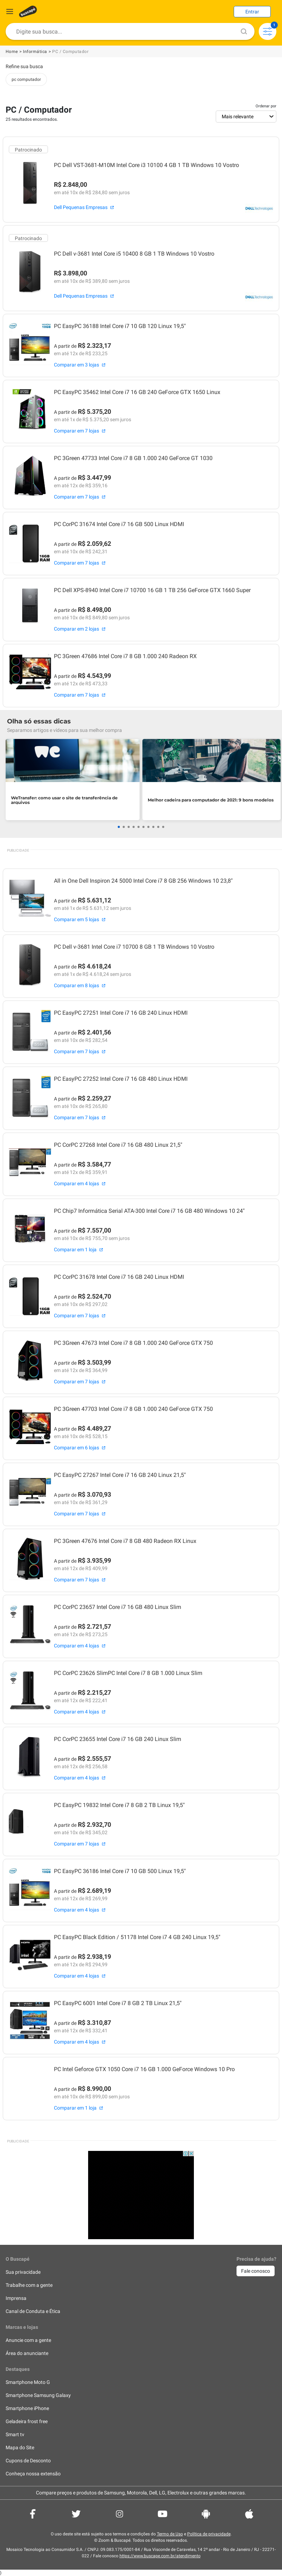 buscapé
Entrar
Digite sua busca...
Home > Informática > PC / Computador
Refine sua busca
pc computador
PC / Computador
25 resultados encontrados.
Ordenar por
Mais relevante
Patrocinado
PC Dell VST-3681-M10M Intel Core i3 10100 4 GB 1 TB Windows 10 Vostro
R$ 2.848,00
em até 10x de R$ 284,80 sem juros
Dell Pequenas Empresas
DELL Technologies
Patrocinado
PC Dell v-3681 Intel Core i5 10400 8 GB 1 TB Windows 10 Vostro
R$ 3.898,00
em até 10x de R$ 389,80 sem juros
Dell Pequenas Empresas
DELL Technologies
PC EasyPC 36188 Intel Core i7 10 GB 120 Linux 19,5"
A partir de R$ 2.323,17
em até 12x de R$ 233,25
Comparar em 3 lojas
PC EasyPC 35462 Intel Core i7 16 GB 240 GeForce GTX 1650 Linux
A partir de R$ 5.375,20
em até 1x de R$ 5.375,20 sem juros
Comparar em 7 lojas
PC 3Green 47733 Intel Core i7 8 GB 1.000 240 GeForce GT 1030
A partir de R$ 3.447,99
em até 12x de R$ 359,16
Comparar em 7 lojas
PC CorPC 31674 Intel Core i7 16 GB 500 Linux HDMI
A partir de R$ 2.059,62
em até 10x de R$ 242,31
Comparar em 7 lojas
PC Dell XPS-8940 Intel Core i7 10700 16 GB 1 TB 256 GeForce GTX 1660 Super
A partir de R$ 8.498,00
em até 10x de R$ 849,80 sem juros
Comparar em 2 lojas
PC 3Green 47686 Intel Core i7 8 GB 1.000 240 Radeon RX
A partir de R$ 4.543,99
em até 12x de R$ 473,33
Comparar em 7 lojas
Olha só essas dicas
Separamos artigos e vídeos para sua melhor compra
WeTransfer: como usar o site de transferência de arquivos
Melhor cadeira para computador de 2021: 9 bons modelos
PUBLICIDADE
All in One Dell Inspiron 24 5000 Intel Core i7 8 GB 256 Windows 10 23,8"
A partir de R$ 5.631,12
em até 1x de R$ 5.631,12 sem juros
Comparar em 5 lojas
PC Dell v-3681 Intel Core i7 10700 8 GB 1 TB Windows 10 Vostro
A partir de R$ 4.618,24
em até 1x de R$ 4.618,24 sem juros
Comparar em 8 lojas
PC EasyPC 27251 Intel Core i7 16 GB 240 Linux HDMI
A partir de R$ 2.401,56
em até 10x de R$ 282,54
Comparar em 7 lojas
PC EasyPC 27252 Intel Core i7 16 GB 480 Linux HDMI
A partir de R$ 2.259,27
em até 10x de R$ 265,80
Comparar em 7 lojas
PC CorPC 27268 Intel Core i7 16 GB 480 Linux 21,5"
A partir de R$ 3.584,77
em até 12x de R$ 359,91
Comparar em 4 lojas
PC Chip7 Informática Serial ATA-300 Intel Core i7 16 GB 480 Windows 10 24"
A partir de R$ 7.557,00
em até 10x de R$ 755,70 sem juros
Comparar em 1 loja
PC CorPC 31678 Intel Core i7 16 GB 240 Linux HDMI
A partir de R$ 2.524,70
em até 10x de R$ 297,02
Comparar em 7 lojas
PC 3Green 47673 Intel Core i7 8 GB 1.000 240 GeForce GTX 750
A partir de R$ 3.503,99
em até 12x de R$ 364,99
Comparar em 7 lojas
PC 3Green 47703 Intel Core i7 8 GB 1.000 240 GeForce GTX 750
A partir de R$ 4.489,27
em até 10x de R$ 528,15
Comparar em 6 lojas
PC EasyPC 27267 Intel Core i7 16 GB 240 Linux 21,5"
A partir de R$ 3.070,93
em até 10x de R$ 361,29
Comparar em 7 lojas
PC 3Green 47676 Intel Core i7 8 GB 480 Radeon RX Linux
A partir de R$ 3.935,99
em até 12x de R$ 409,99
Comparar em 7 lojas
PC CorPC 23657 Intel Core i7 16 GB 480 Linux Slim
A partir de R$ 2.721,57
em até 12x de R$ 273,25
Comparar em 4 lojas
PC CorPC 23626 SlimPC Intel Core i7 8 GB 1.000 Linux Slim
A partir de R$ 2.215,27
em até 12x de R$ 222,41
Comparar em 4 lojas
PC CorPC 23655 Intel Core i7 16 GB 240 Linux Slim
A partir de R$ 2.555,57
em até 12x de R$ 256,58
Comparar em 4 lojas
PC EasyPC 19832 Intel Core i7 8 GB 2 TB Linux 19,5"
A partir de R$ 2.932,70
em até 10x de R$ 345,02
Comparar em 7 lojas
PC EasyPC 36186 Intel Core i7 10 GB 500 Linux 19,5"
A partir de R$ 2.689,19
em até 12x de R$ 269,99
Comparar em 4 lojas
PC EasyPC Black Edition / 51178 Intel Core i7 4 GB 240 Linux 19,5"
A partir de R$ 2.938,19
em até 12x de R$ 294,99
Comparar em 4 lojas
PC EasyPC 6001 Intel Core i7 8 GB 2 TB Linux 21,5"
A partir de R$ 3.310,87
em até 12x de R$ 332,41
Comparar em 4 lojas
PC Intel Geforce GTX 1050 Core i7 16 GB 1.000 GeForce Windows 10 Pro
A partir de R$ 8.990,00
em até 10x de R$ 899,00 sem juros
Comparar em 1 loja
PUBLICIDADE
O Buscapé
Sua privacidade
Trabalhe com a gente
Imprensa
Canal de Conduta e Ética
Marcas e lojas
Anuncie com a gente
Área do anunciante
Destaques
Smartphone Moto G
Smartphone Samsung Galaxy
Smartphone iPhone
Geladeira frost free
Smart tv
Mapa do Site
Cupons de Desconto
Conheça nossa extensão
Precisa de ajuda?
Fale conosco
Compare preços e produtos de Samsung, Motorola, Dell, LG, Electrolux e outras grandes marcas.
O uso deste site está sujeito aos termos e condições do Termo de Uso e Política de privacidade.
© Zoom & Buscapé. Todos os direitos reservados.